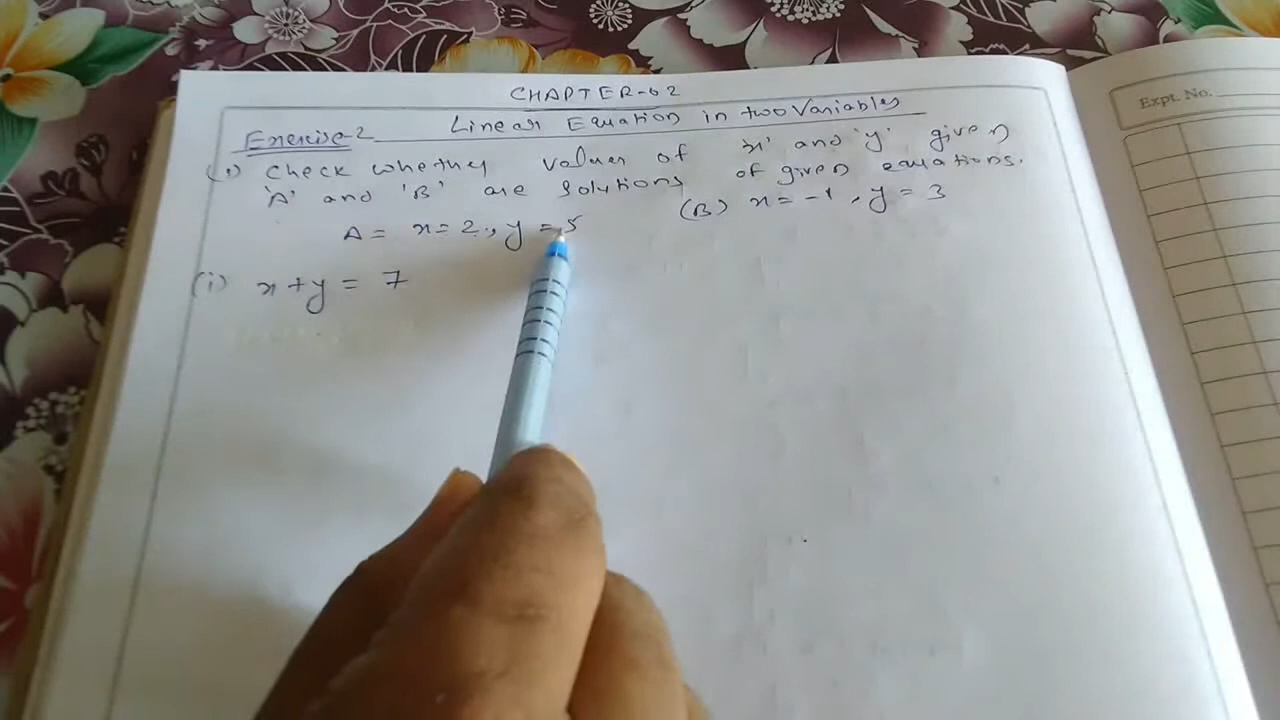 CHAPTER-02
Exercise-2 Linear Equation in two Variables
(1) Check whether values of 'x' and 'y' given
'A' and 'B' are solutions of given equations.
A = x=2, y=5 (B) x=-1, y=3
(i) x+y = 7
Expt. No.